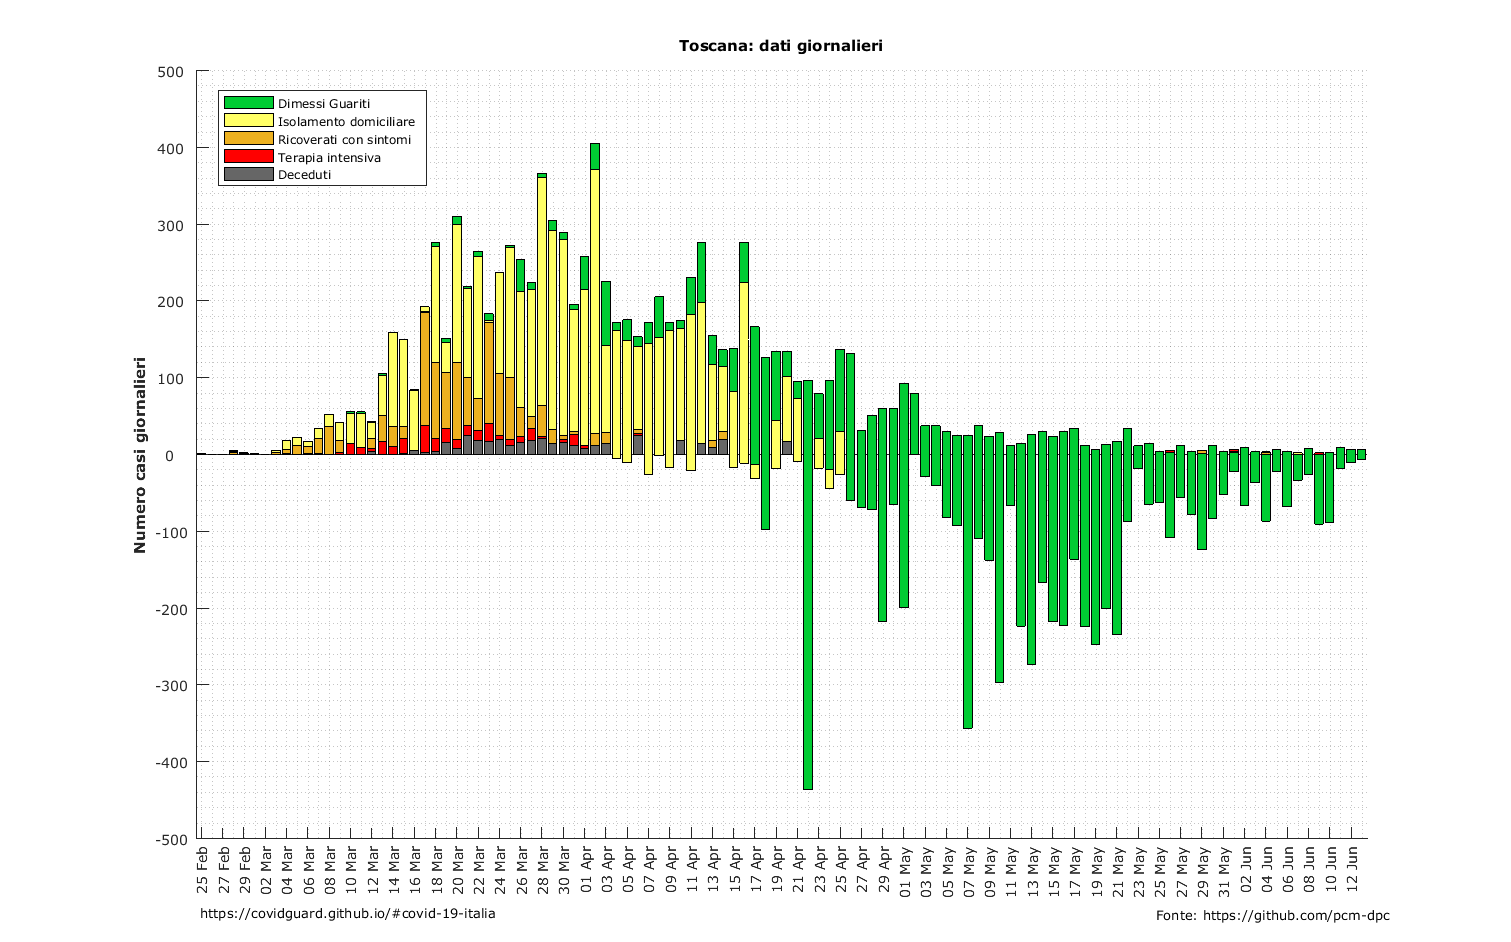 Toscana: dati giornalieri
Numero casi giornalieri
500
400
300
200
100
0
-100
-200
-300
-400
-500
Dimessi Guariti
Isolamento domiciliare
Ricoverati con sintomi
Terapia intensiva
Deceduti
25 Feb
27 Feb
29 Feb
02 Mar
04 Mar
06 Mar
08 Mar
10 Mar
12 Mar
14 Mar
16 Mar
18 Mar
20 Mar
22 Mar
24 Mar
26 Mar
28 Mar
30 Mar
01 Apr
03 Apr
05 Apr
07 Apr
09 Apr
11 Apr
13 Apr
15 Apr
17 Apr
19 Apr
21 Apr
23 Apr
25 Apr
27 Apr
29 Apr
01 May
03 May
05 May
07 May
09 May
11 May
13 May
15 May
17 May
19 May
21 May
23 May
25 May
27 May
29 May
31 May
02 Jun
04 Jun
06 Jun
08 Jun
10 Jun
12 Jun
https://covidguard.github.io/#covid-19-italia
Fonte: https://github.com/pcm-dpc